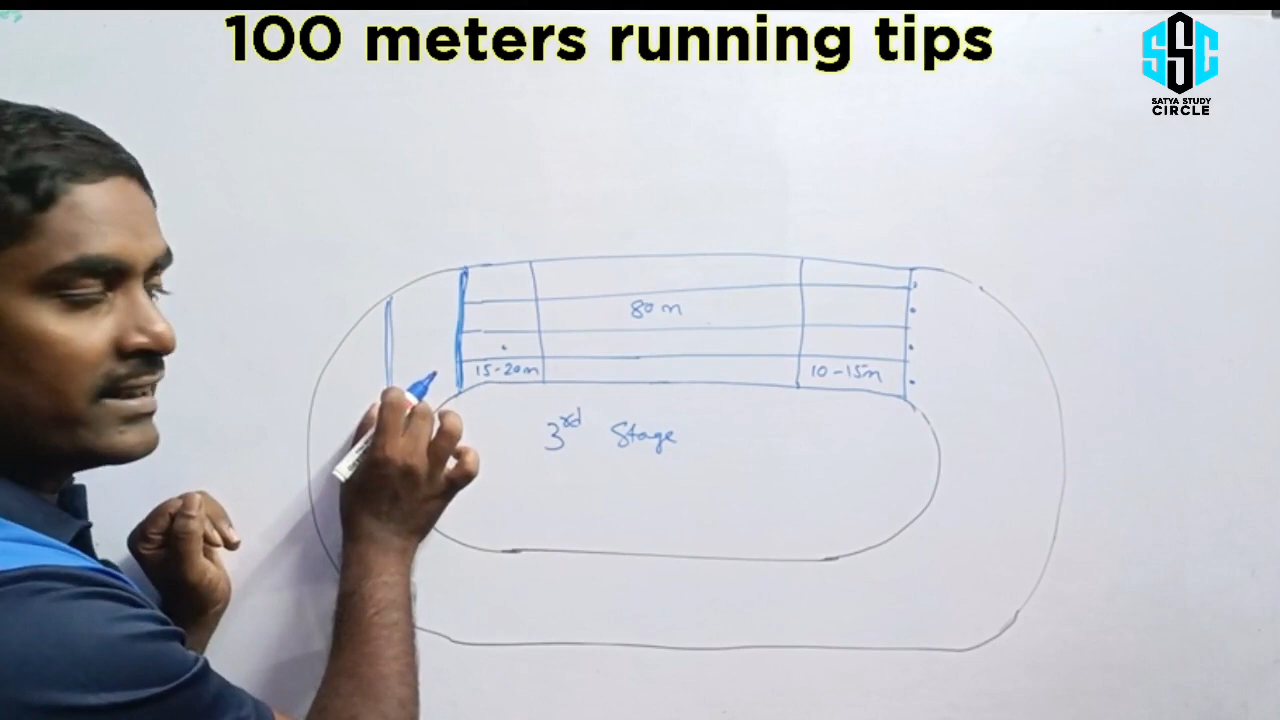 100 meters running tips
SSC
SATYA STUDY
CIRCLE
80 m
15-20m
10-15m
3rd Stage